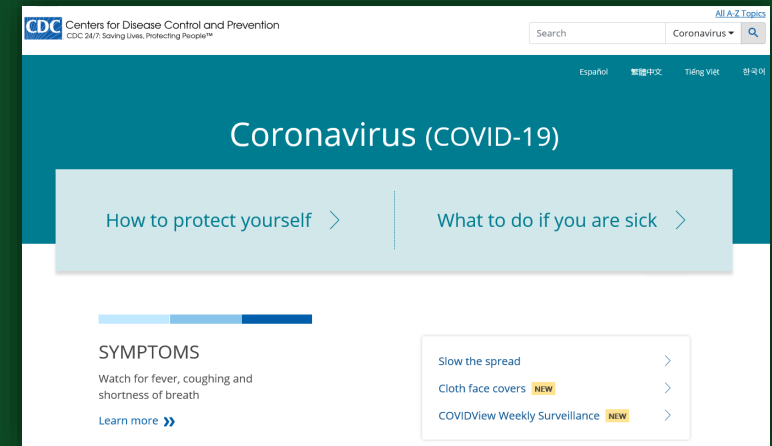 All A-Z Topics
CDC Centers for Disease Control and Prevention
CDC 24/7: Saving Lives, Protecting People™
Search Coronavirus
Español 繁體中文 Tiếng Việt 한국어
Coronavirus (COVID-19)
How to protect yourself What to do if you are sick
SYMPTOMS
Watch for fever, coughing and
shortness of breath
Learn more
Slow the spread
Cloth face covers NEW
COVIDView Weekly Surveillance NEW